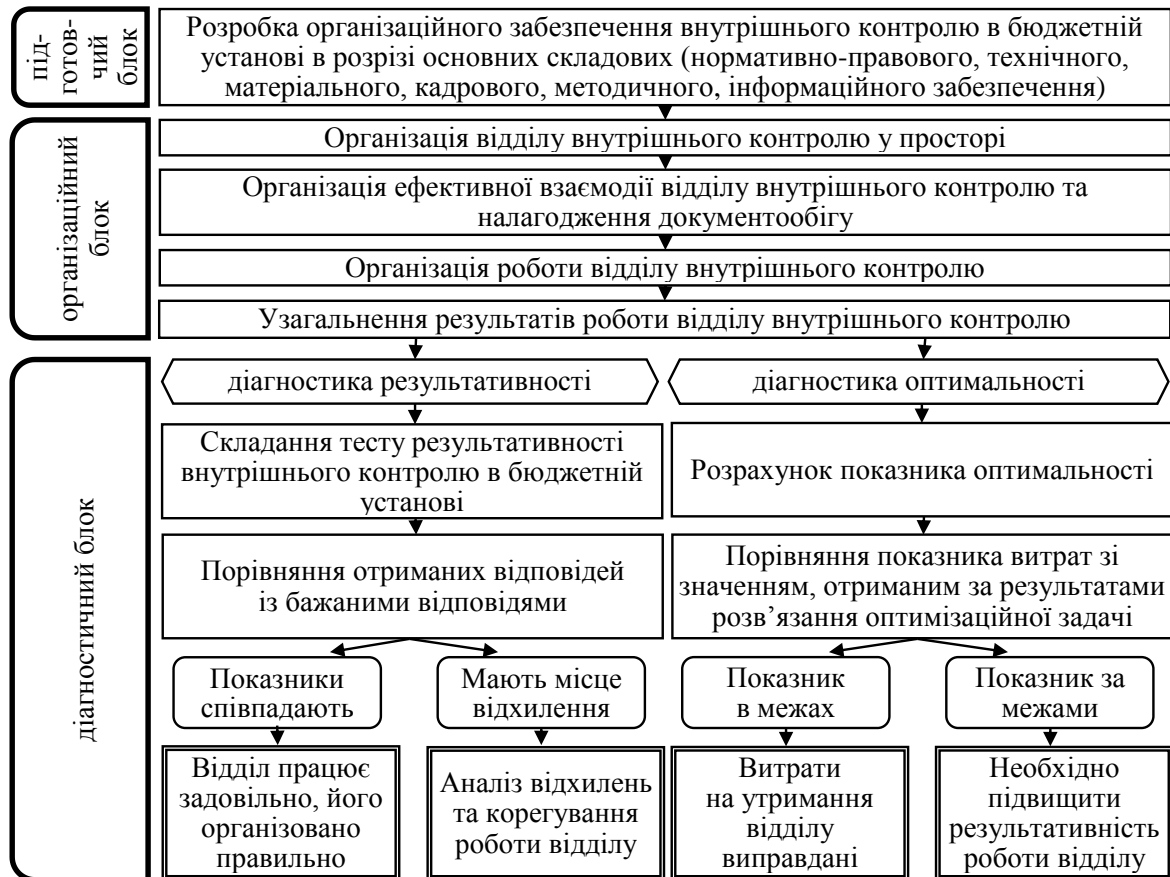 під-
готов-
чий
блок
Розробка організаційного забезпечення внутрішнього контролю в бюджетній
установі в розрізі основних складових (нормативно-правового, технічного,
матеріального, кадрового, методичного, інформаційного забезпечення)
організаційний
блок
Організація відділу внутрішнього контролю у просторі
Організація ефективної взаємодії відділу внутрішнього контролю та
налагодження документообігу
Організація роботи відділу внутрішнього контролю
Узагальнення результатів роботи відділу внутрішнього контролю
діагностичний блок
діагностика результативності
діагностика оптимальності
Складання тесту результативності
внутрішнього контролю в бюджетній
установі
Розрахунок показника оптимальності
Порівняння отриманих відповідей
із бажаними відповідями
Порівняння показника витрат зі
значенням, отриманим за результатами
розв’язання оптимізаційної задачі
Показники
співпадають
Мають місце
відхилення
Показник
в межах
Показник за
межами
Відділ працює
задовільно, його
організовано
правильно
Аналіз відхилень
та корегування
роботи відділу
Витрати
на утримання
відділу
виправдані
Необхідно
підвищити
результативність
роботи відділу